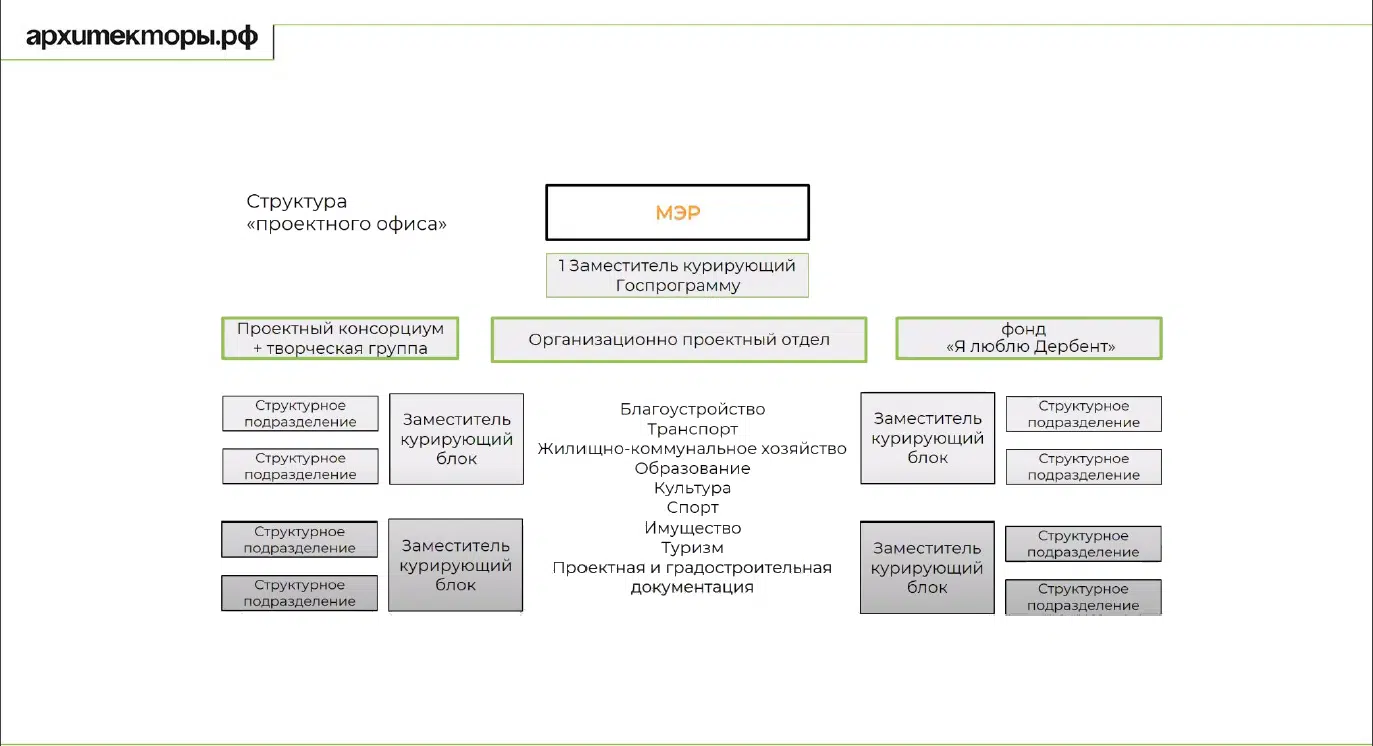 архитекторы.рф
Структура
«проектного офиса»
МЭР
1 Заместитель курирующий
Госпрограмму
Проектный консорциум
+ творческая группа
Организационно проектный отдел
фонд
«Я люблю Дербент»
Структурное
подразделение
Структурное
подразделение
Заместитель
курирующий
блок
Благоустройство
Транспорт
Жилищно-коммунальное хозяйство
Образование
Культура
Спорт
Имущество
Туризм
Проектная и градостроительная
документация
Заместитель
курирующий
блок
Структурное
подразделение
Структурное
подразделение
Структурное
подразделение
Структурное
подразделение
Заместитель
курирующий
блок
Заместитель
курирующий
блок
Структурное
подразделение
Структурное
подразделение